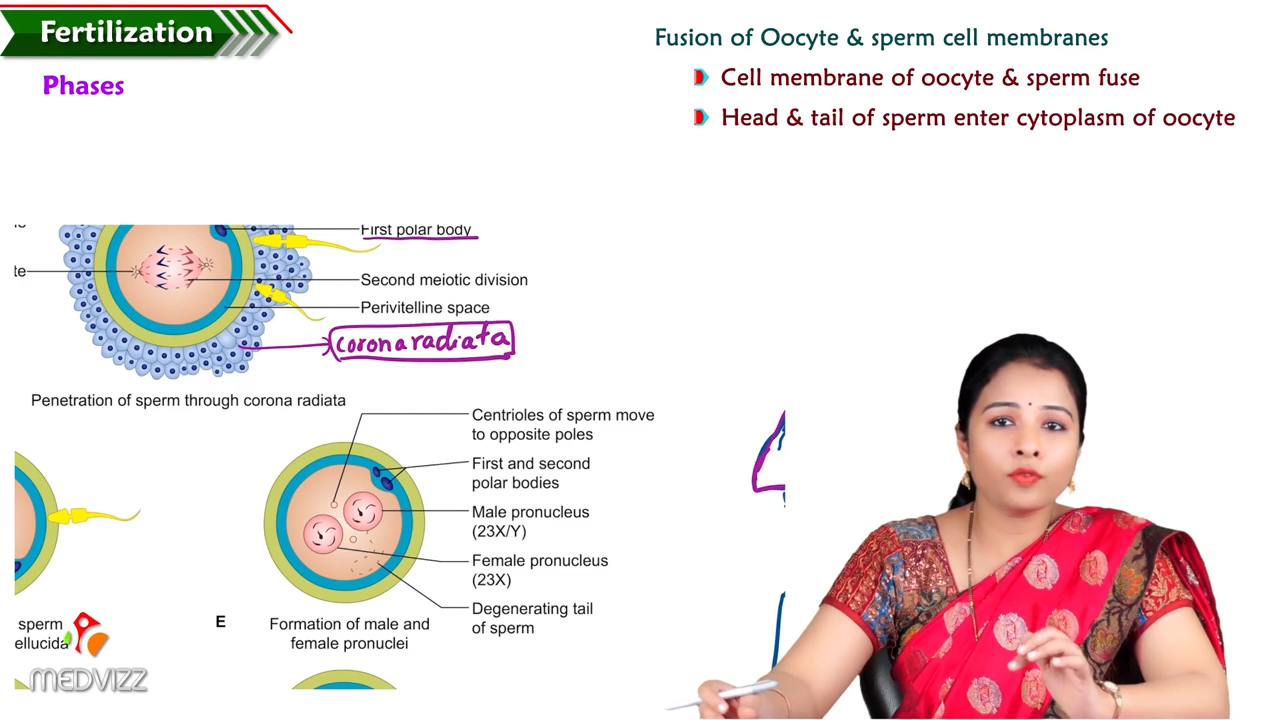 Fertilization
Phases
Fusion of Oocyte & sperm cell membranes
Cell membrane of oocyte & sperm fuse
Head & tail of sperm enter cytoplasm of oocyte
First polar body
Second meiotic division
Perivitelline space
corona radiata
Penetration of sperm through corona radiata
Centrioles of sperm move
to opposite poles
First and second
polar bodies
Male pronucleus
(23X/Y)
Female pronucleus
(23X)
Degenerating tail
of sperm
E
Formation of male and
female pronuclei
sperm
ellucida
MEDVIZZ